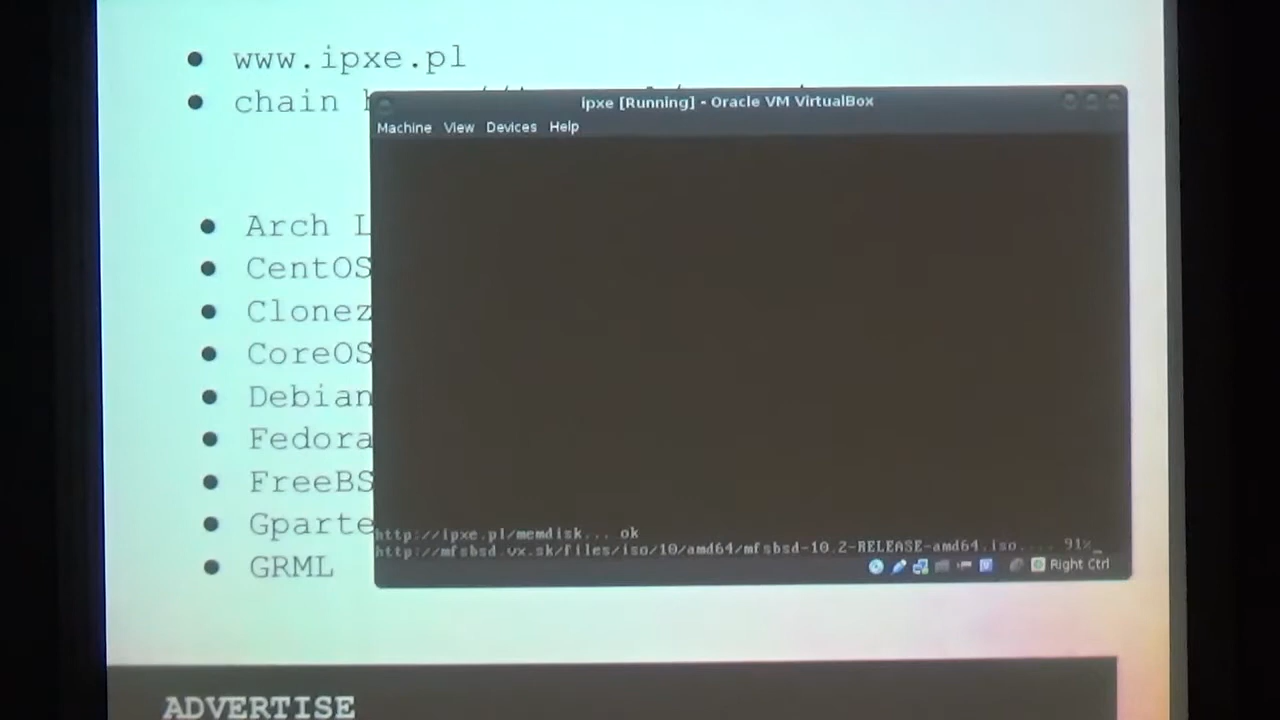 www.ipxe.pl
chain
ipxe [Running] - Oracle VM VirtualBox
Machine View Devices Help
Arch L
CentOS
Clonez
CoreOS
Debian
Fedora
FreeBS
Gparte
GRML
http://ipxe.pl/memdisk... ok
http://mfsbsd.vx.sk/files/iso/10/amd64/mfsbsd-10.2-RELEASE-amd64.iso.... 91%_
Right Ctrl
ADVERTISE